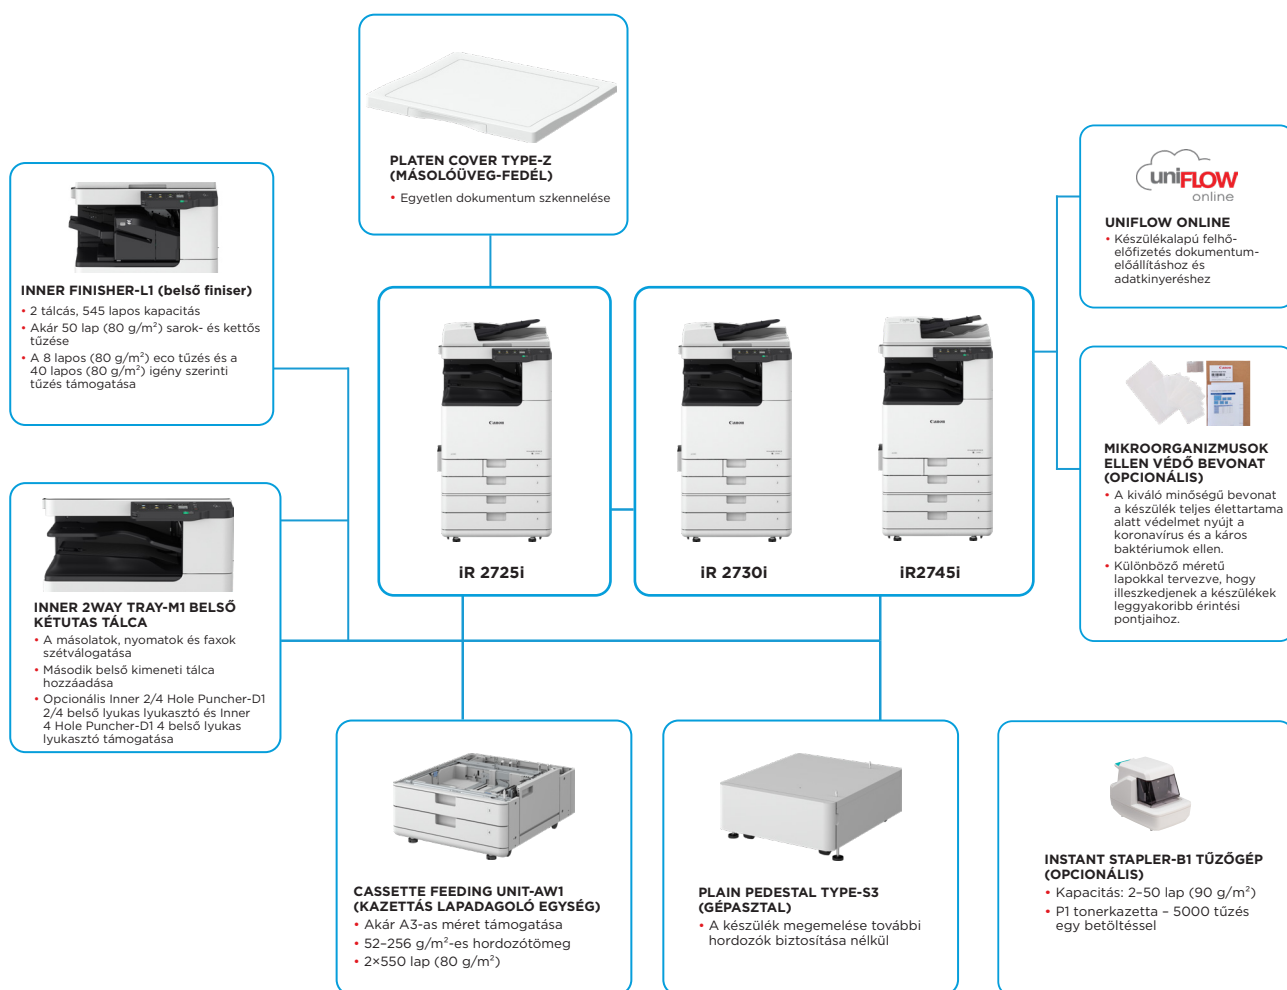 PLATEN COVER TYPE-Z
(MÁSOLÓÜVEG-FEDÉL)
• Egyetlen dokumentum szkennelése
INNER FINISHER-L1 (belső finiser)
• 2 tálcás, 545 lapos kapacitás
• Akár 50 lap (80 g/m²) sarok- és kettős
tűzése
• A 8 lapos (80 g/m²) eco tűzés és a
40 lapos (80 g/m²) igény szerinti
tűzés támogatása
INNER 2WAY TRAY-M1 BELSŐ
KÉTUTAS TÁLCA
• A másolatok, nyomatok és faxok
szétválogatása
• Második belső kimeneti tálca
hozzáadása
• Opcionális Inner 2/4 Hole Puncher-D1
2/4 belső lyukas lyukasztó és Inner
4 Hole Puncher-D1 4 belső lyukas
lyukasztó támogatása
Canon
iR 2725i
Canon
iR 2730i
Canon
iR2745i
uniFLOW
online
UNIFLOW ONLINE
• Készülékalapú felhő-
előfizetés dokumentum-
előállításhoz és
adatkinyeréshez
Canon
MIKROORGANIZMUSOK
ELLEN VÉDŐ BEVONAT
(OPCIONÁLIS)
• A kiváló minőségű bevonat
a készülék teljes élettartama
alatt védelmet nyújt a
koronavírus és a káros
baktériumok ellen.
• Különböző méretű
lapokkal tervezve, hogy
illeszkedjenek a készülékek
leggyakoribb érintési
pontjaihoz.
CASSETTE FEEDING UNIT-AW1
(KAZETTÁS LAPADAGOLÓ EGYSÉG)
• Akár A3-as méret támogatása
• 52–256 g/m²-es hordozótömeg
• 2×550 lap (80 g/m²)
PLAIN PEDESTAL TYPE-S3
(GÉPASZTAL)
• A készülék megemelése további
hordozók biztosítása nélkül
INSTANT STAPLER-B1 TŰZŐGÉP
(OPCIONÁLIS)
• Kapacitás: 2–50 lap (90 g/m²)
• P1 tonerkazetta – 5000 tűzés
egy betöltéssel